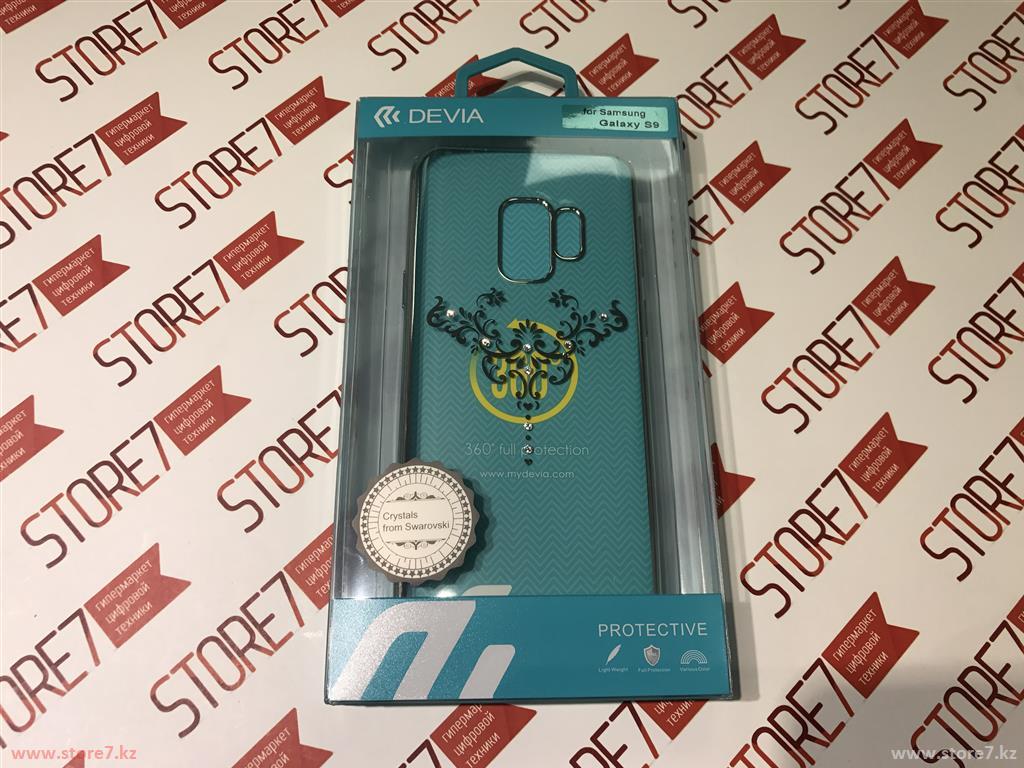 DEVIA
for Samsung
Galaxy S9
360
360° full protection
www.mydevia.com
Crystals
from Swarovski
PROTECTIVE
Light Weight
Full Protection
Various Color
STORE7
гипермаркет
цифровой
техники
www.store7.kz
www.store7.kz